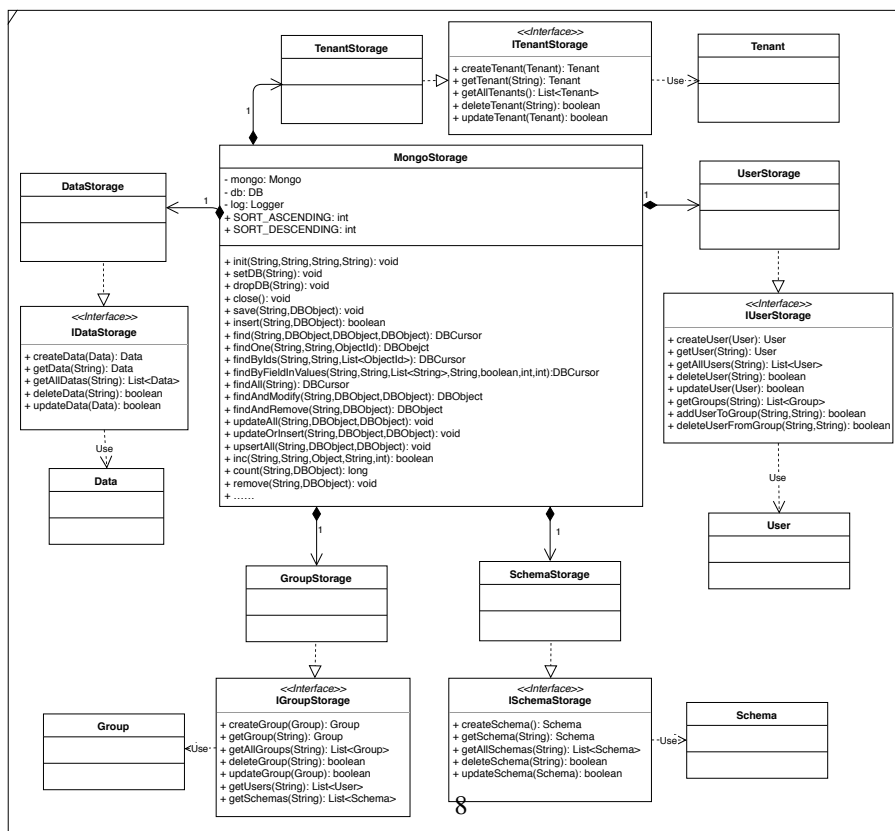 TenantStorage
1
<<Interface>>
ITenantStorage
+ createTenant(Tenant): Tenant
+ getTenant(String): Tenant
+ getAllTenants(): List<Tenant>
+ deleteTenant(String): boolean
+ updateTenant(Tenant): boolean
Use
Tenant
MongoStorage
- mongo: Mongo
- db: DB
- log: Logger
+ SORT_ASCENDING: int
+ SORT_DESCENDING: int
+ init(String,String,String,String): void
+ setDB(String): void
+ dropDB(String): void
+ close(): void
+ save(String,DBObject): void
+ insert(String,DBObject): boolean
+ find(String,DBObject,DBObject,DBObject): DBCursor
+ findOne(String,String,ObjectId): DBObejct
+ findByIds(String,String,List<ObjectId>): DBCursor
+ findByFieldInValues(String,String,List<String>,String,boolean,int,int):DBCursor
+ findAll(String): DBCursor
+ findAndModify(String,DBObject,DBObject): DBObject
+ findAndRemove(String,DBObject): DBObject
+ updateAll(String,DBObject,DBObject): void
+ updateOrInsert(String,DBObject,DBObject): void
+ upsertAll(String,DBObject,DBObject): void
+ inc(String,String,Object,String,int): boolean
+ count(String,DBObject): long
+ remove(String,DBObject): void
+ ......
DataStorage
1
<<Interface>>
IDataStorage
+ createData(Data): Data
+ getData(String): Data
+ getAllDatas(String): List<Data>
+ deleteData(String): boolean
+ updateData(Data): boolean
Use
Data
1
UserStorage
<<Interface>>
IUserStorage
+ createUser(User): User
+ getUser(String): User
+ getAllUsers(String): List<User>
+ deleteUser(String): boolean
+ updateUser(User): boolean
+ getGroups(String): List<Group>
+ addUserToGroup(String,String): boolean
+ deleteUserFromGroup(String,String): boolean
Use
User
1
GroupStorage
<<Interface>>
IGroupStorage
+ createGroup(Group): Group
+ getGroup(String): Group
+ getAllGroups(String): List<Group>
+ deleteGroup(String): boolean
+ updateGroup(Group): boolean
+ getUsers(String): List<User>
+ getSchemas(String): List<Schema>
Use
Group
1
SchemaStorage
<<Interface>>
ISchemaStorage
+ createSchema(): Schema
+ getSchema(String): Schema
+ getAllSchemas(String): List<Schema>
+ deleteSchema(String): boolean
+ updateSchema(Schema): boolean
Use
Schema
8